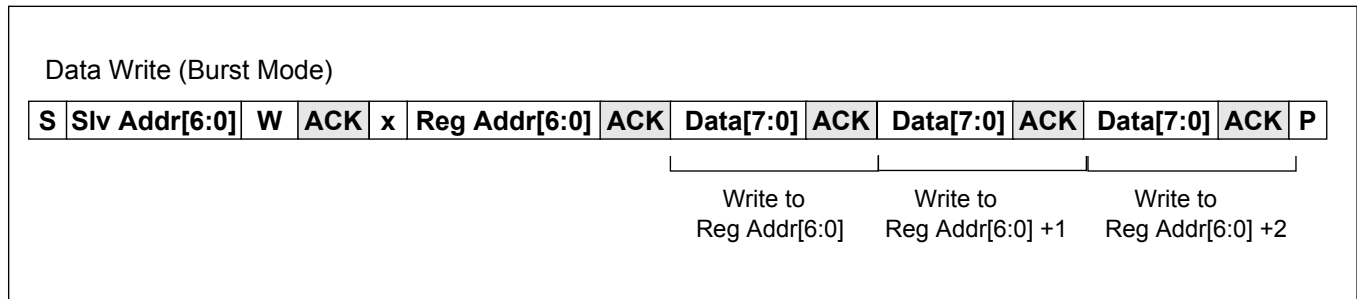 Data Write (Burst Mode)
S Slv Addr[6:0] W ACK x Reg Addr[6:0] ACK Data[7:0] ACK Data[7:0] ACK Data[7:0] ACK P
Write to Write to Write to
Reg Addr[6:0] Reg Addr[6:0] +1 Reg Addr[6:0] +2